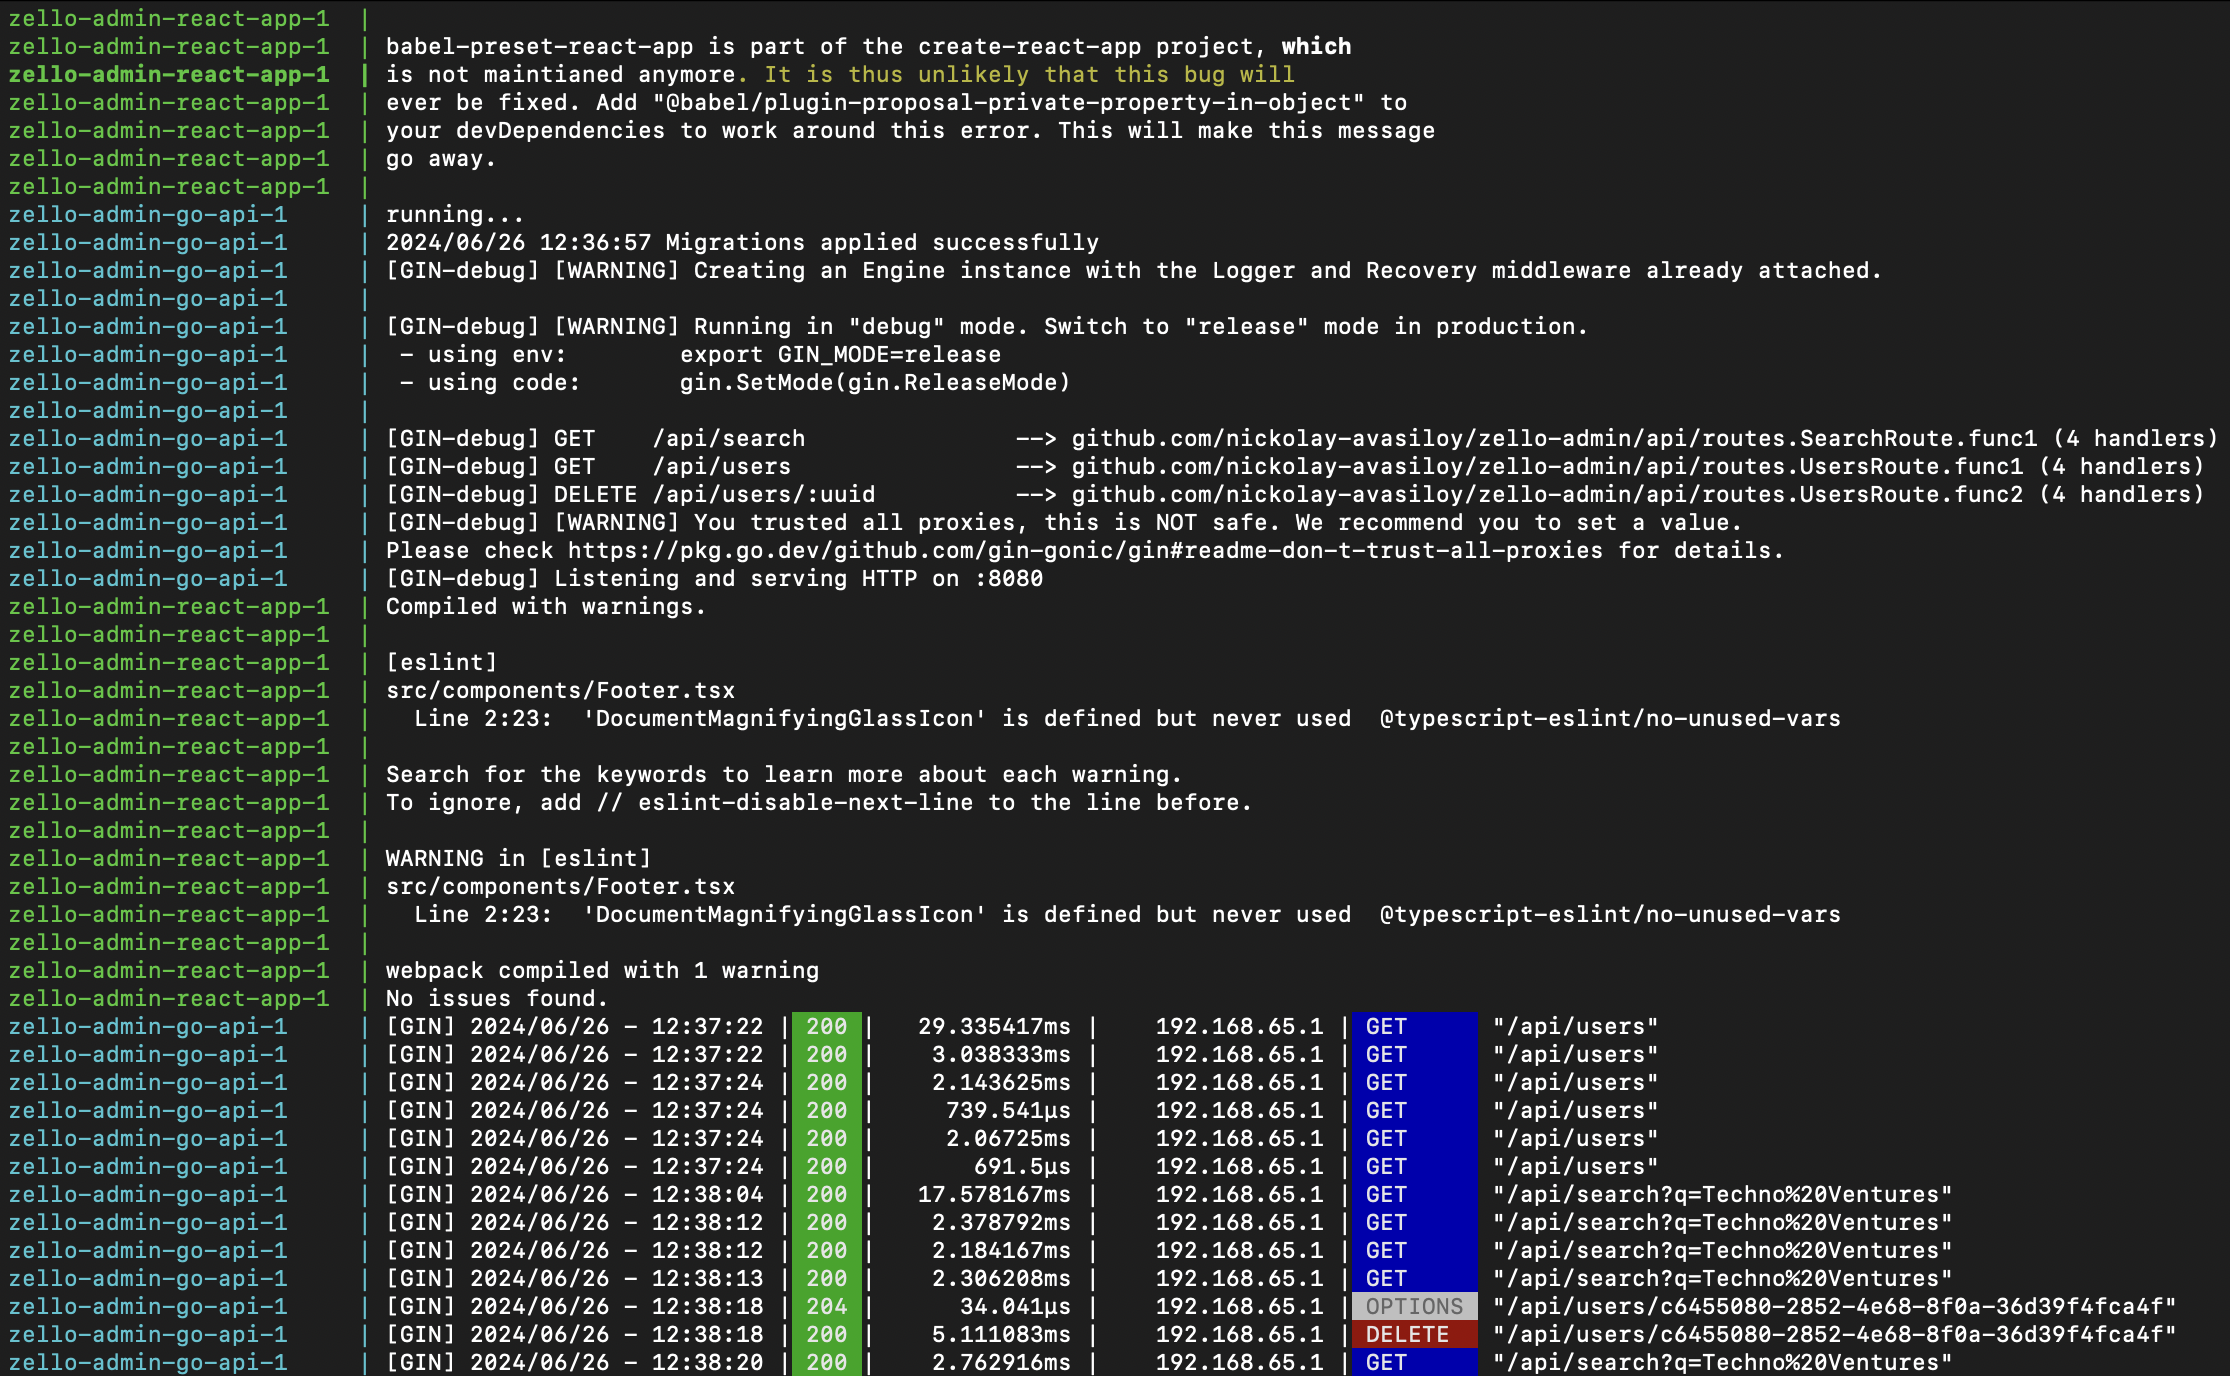 zello-admin-react-app-1  |
zello-admin-react-app-1  | babel-preset-react-app is part of the create-react-app project, which
zello-admin-react-app-1  | is not maintianed anymore. It is thus unlikely that this bug will
zello-admin-react-app-1  | ever be fixed. Add "@babel/plugin-proposal-private-property-in-object" to
zello-admin-react-app-1  | your devDependencies to work around this error. This will make this message
zello-admin-react-app-1  | go away.
zello-admin-react-app-1  |
zello-admin-go-api-1     | running...
zello-admin-go-api-1     | 2024/06/26 12:36:57 Migrations applied successfully
zello-admin-go-api-1     | [GIN-debug] [WARNING] Creating an Engine instance with the Logger and Recovery middleware already attached.
zello-admin-go-api-1     |
zello-admin-go-api-1     | [GIN-debug] [WARNING] Running in "debug" mode. Switch to "release" mode in production.
zello-admin-go-api-1     |  - using env:        export GIN_MODE=release
zello-admin-go-api-1     |  - using code:       gin.SetMode(gin.ReleaseMode)
zello-admin-go-api-1     |
zello-admin-go-api-1     | [GIN-debug] GET    /api/search               --> github.com/nickolay-avasiloy/zello-admin/api/routes.SearchRoute.func1 (4 handlers)
zello-admin-go-api-1     | [GIN-debug] GET    /api/users                --> github.com/nickolay-avasiloy/zello-admin/api/routes.UsersRoute.func1 (4 handlers)
zello-admin-go-api-1     | [GIN-debug] DELETE /api/users/:uuid          --> github.com/nickolay-avasiloy/zello-admin/api/routes.UsersRoute.func2 (4 handlers)
zello-admin-go-api-1     | [GIN-debug] [WARNING] You trusted all proxies, this is NOT safe. We recommend you to set a value.
zello-admin-go-api-1     | Please check https://pkg.go.dev/github.com/gin-gonic/gin#readme-don-t-trust-all-proxies for details.
zello-admin-go-api-1     | [GIN-debug] Listening and serving HTTP on :8080
zello-admin-react-app-1  | Compiled with warnings.
zello-admin-react-app-1  |
zello-admin-react-app-1  | [eslint]
zello-admin-react-app-1  | src/components/Footer.tsx
zello-admin-react-app-1  |   Line 2:23:  'DocumentMagnifyingGlassIcon' is defined but never used  @typescript-eslint/no-unused-vars
zello-admin-react-app-1  |
zello-admin-react-app-1  | Search for the keywords to learn more about each warning.
zello-admin-react-app-1  | To ignore, add // eslint-disable-next-line to the line before.
zello-admin-react-app-1  |
zello-admin-react-app-1  | WARNING in [eslint]
zello-admin-react-app-1  | src/components/Footer.tsx
zello-admin-react-app-1  |   Line 2:23:  'DocumentMagnifyingGlassIcon' is defined but never used  @typescript-eslint/no-unused-vars
zello-admin-react-app-1  |
zello-admin-react-app-1  | webpack compiled with 1 warning
zello-admin-react-app-1  | No issues found.
zello-admin-go-api-1     | [GIN] 2024/06/26 - 12:37:22 | 200 |   29.335417ms |    192.168.65.1 | GET      "/api/users"
zello-admin-go-api-1     | [GIN] 2024/06/26 - 12:37:22 | 200 |    3.038333ms |    192.168.65.1 | GET      "/api/users"
zello-admin-go-api-1     | [GIN] 2024/06/26 - 12:37:24 | 200 |    2.143625ms |    192.168.65.1 | GET      "/api/users"
zello-admin-go-api-1     | [GIN] 2024/06/26 - 12:37:24 | 200 |     739.541µs |    192.168.65.1 | GET      "/api/users"
zello-admin-go-api-1     | [GIN] 2024/06/26 - 12:37:24 | 200 |     2.06725ms |    192.168.65.1 | GET      "/api/users"
zello-admin-go-api-1     | [GIN] 2024/06/26 - 12:37:24 | 200 |       691.5µs |    192.168.65.1 | GET      "/api/users"
zello-admin-go-api-1     | [GIN] 2024/06/26 - 12:38:04 | 200 |   17.578167ms |    192.168.65.1 | GET      "/api/search?q=Techno%20Ventures"
zello-admin-go-api-1     | [GIN] 2024/06/26 - 12:38:12 | 200 |    2.378792ms |    192.168.65.1 | GET      "/api/search?q=Techno%20Ventures"
zello-admin-go-api-1     | [GIN] 2024/06/26 - 12:38:12 | 200 |    2.184167ms |    192.168.65.1 | GET      "/api/search?q=Techno%20Ventures"
zello-admin-go-api-1     | [GIN] 2024/06/26 - 12:38:13 | 200 |    2.306208ms |    192.168.65.1 | GET      "/api/search?q=Techno%20Ventures"
zello-admin-go-api-1     | [GIN] 2024/06/26 - 12:38:18 | 204 |      34.041µs |    192.168.65.1 | OPTIONS  "/api/users/c6455080-2852-4e68-8f0a-36d39f4fca4f"
zello-admin-go-api-1     | [GIN] 2024/06/26 - 12:38:18 | 200 |    5.111083ms |    192.168.65.1 | DELETE   "/api/users/c6455080-2852-4e68-8f0a-36d39f4fca4f"
zello-admin-go-api-1     | [GIN] 2024/06/26 - 12:38:20 | 200 |    2.762916ms |    192.168.65.1 | GET      "/api/search?q=Techno%20Ventures"